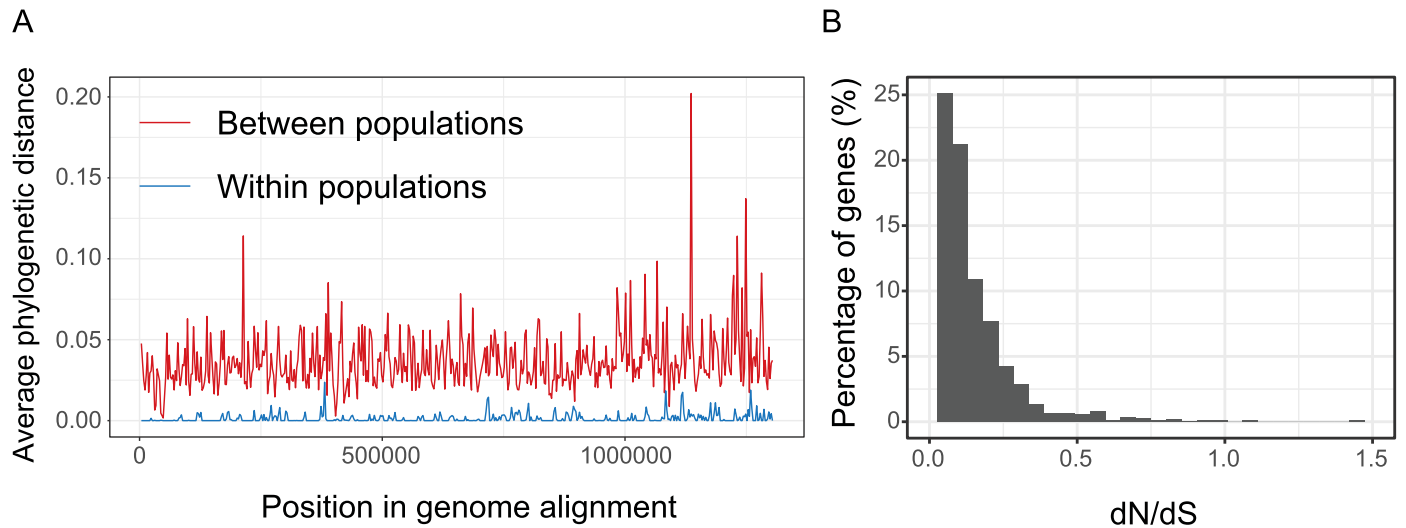 A
Average phylogenetic distance
0.20
0.15
0.10
0.05
0.00
Between populations
Within populations
0
500000
1000000
Position in genome alignment
B
Percentage of genes (%)
25
20
15
10
5
0
0.0
0.5
1.0
1.5
dN/dS